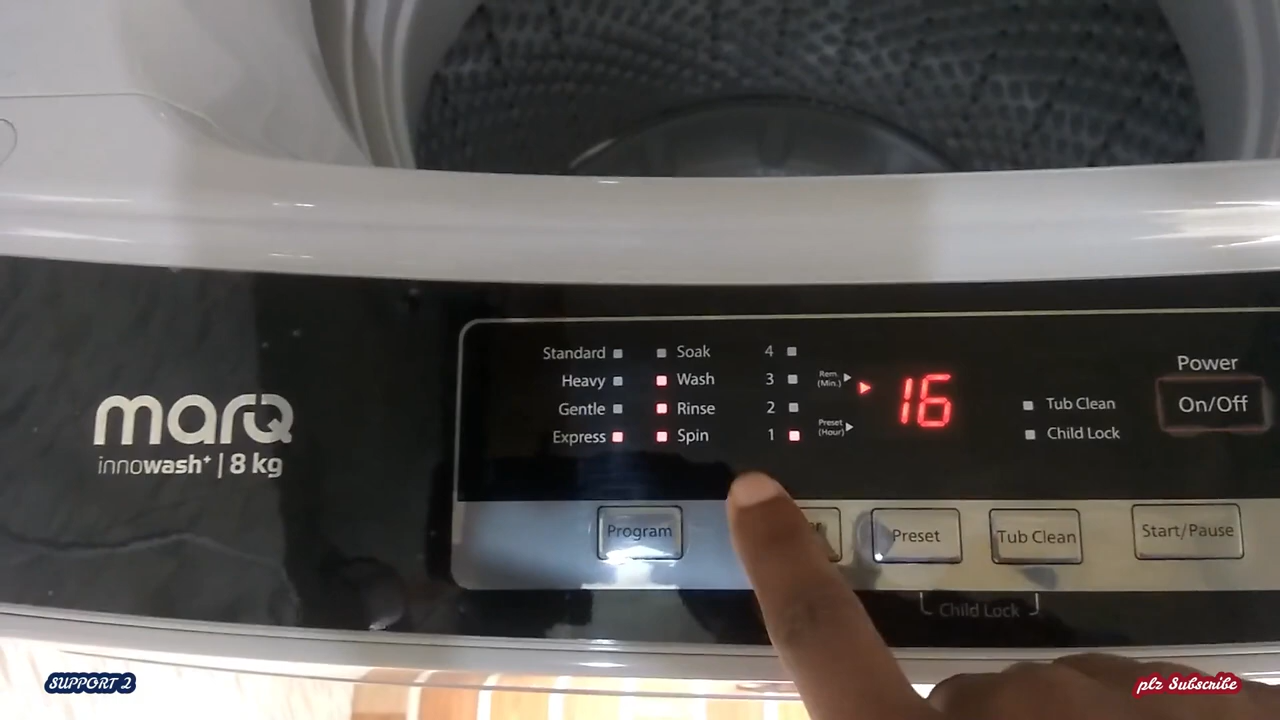 marQ
innowash+ | 8 kg
Standard
Heavy
Gentle
Express
Soak
Wash
Rinse
Spin
4
3
2
1
Rem.
(Min.)
Preset
(Hour)
16
Tub Clean
Child Lock
Power
On/Off
Program
Preset
Tub Clean
Start/Pause
Child Lock
SUPPORT 2
plz Subscribe